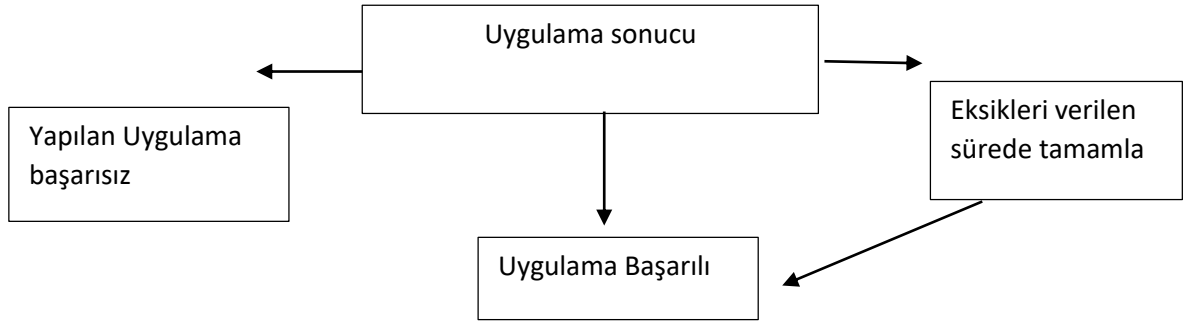 Uygulama sonucu
Yapılan Uygulama
başarısız
Eksikleri verilen
sürede tamamla
Uygulama Başarılı